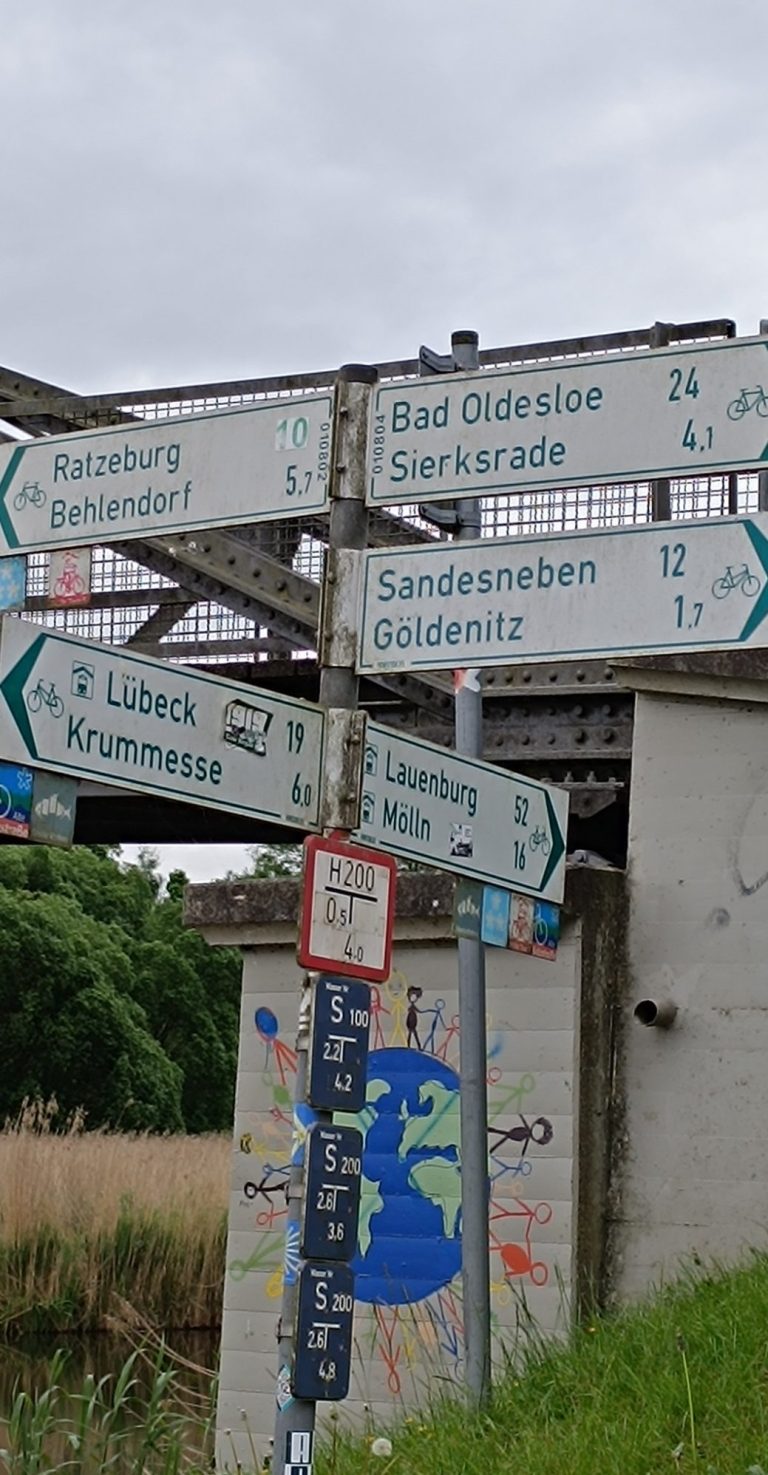 Ratzeburg 10
Behlendorf 5,7
010802
010804
Bad Oldesloe 24
Sierksrade 4,1
Sandesneben 12
Göldenitz 1,7
Lübeck 19
Krummesse 6,0
Lauenburg 52
Mölln 16
H200
0,5
4,0
S 100
2,2
4,2
S 200
2,6
3,6
S 200
2,6
4,8